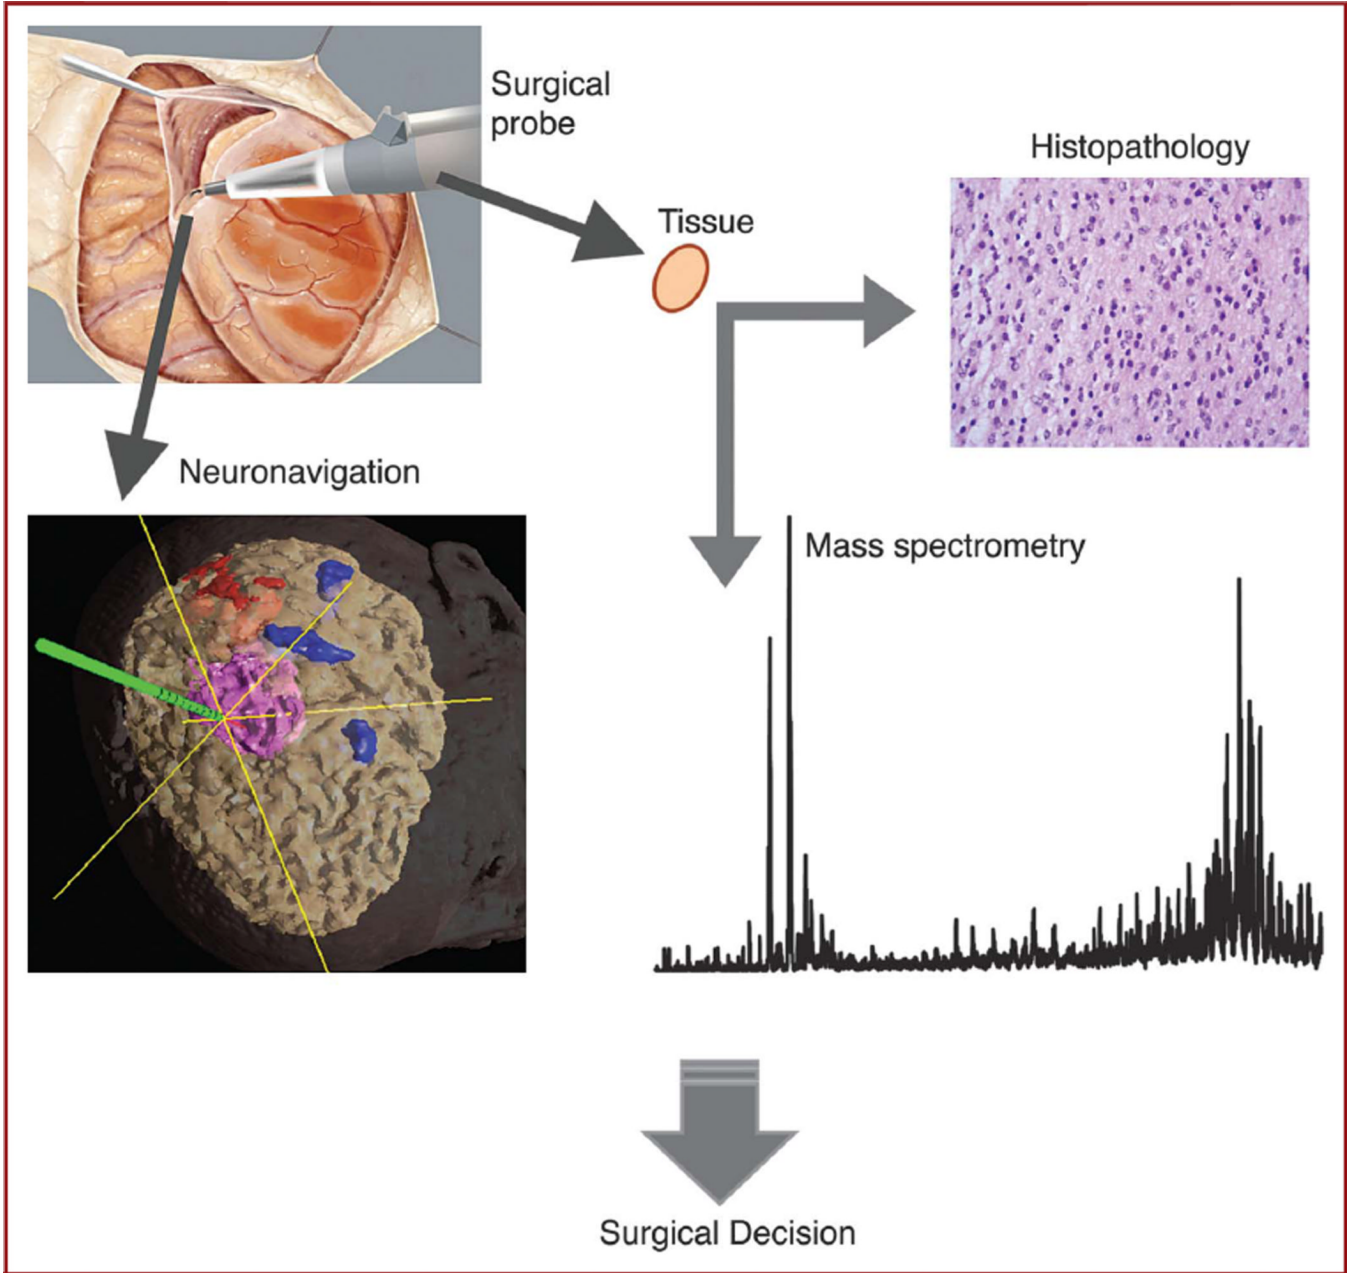 Surgical
probe
Histopathology
Tissue
Neuronavigation
Mass spectrometry
Surgical Decision